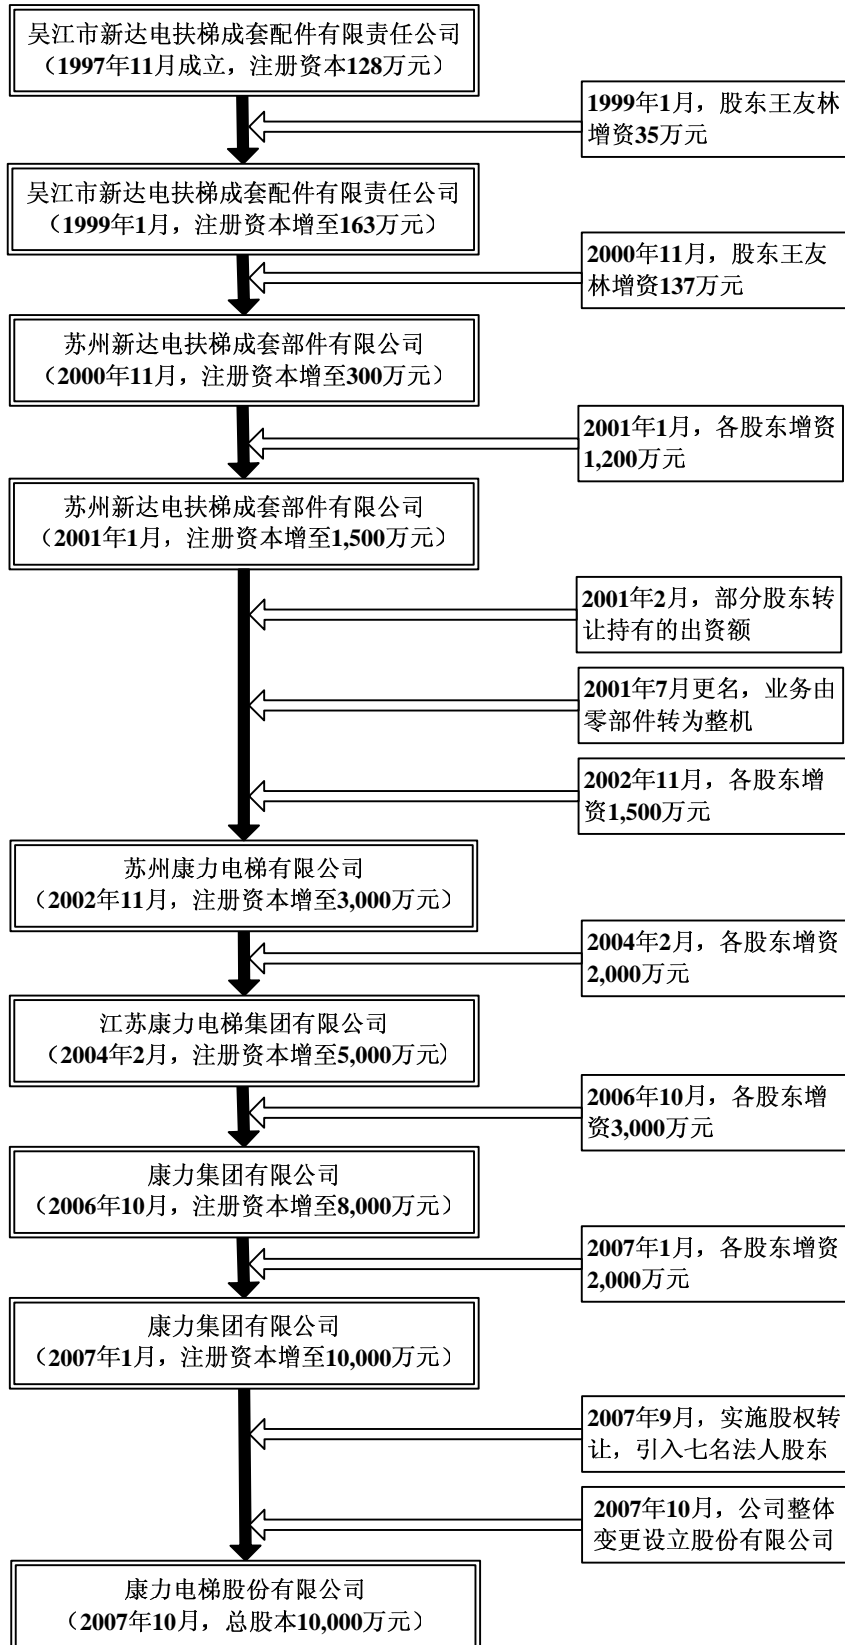 吴江市新达电扶梯成套配件有限责任公司
（1997年11月成立，注册资本128万元）
1999年1月，股东王友林
增资35万元
吴江市新达电扶梯成套配件有限责任公司
（1999年1月，注册资本增至163万元）
2000年11月，股东王友
林增资137万元
苏州新达电扶梯成套部件有限公司
（2000年11月，注册资本增至300万元）
2001年1月，各股东增资
1,200万元
苏州新达电扶梯成套部件有限公司
（2001年1月，注册资本增至1,500万元）
2001年2月，部分股东转
让持有的出资额
2001年7月更名，业务由
零部件转为整机
2002年11月，各股东增
资1,500万元
苏州康力电梯有限公司
（2002年11月，注册资本增至3,000万元）
2004年2月，各股东增资
2,000万元
江苏康力电梯集团有限公司
（2004年2月，注册资本增至5,000万元）
2006年10月，各股东增
资3,000万元
康力集团有限公司
（2006年10月，注册资本增至8,000万元）
2007年1月，各股东增资
2,000万元
康力集团有限公司
（2007年1月，注册资本增至10,000万元）
2007年9月，实施股权转
让，引入七名法人股东
2007年10月，公司整体
变更设立股份有限公司
康力电梯股份有限公司
（2007年10月，总股本10,000万元）